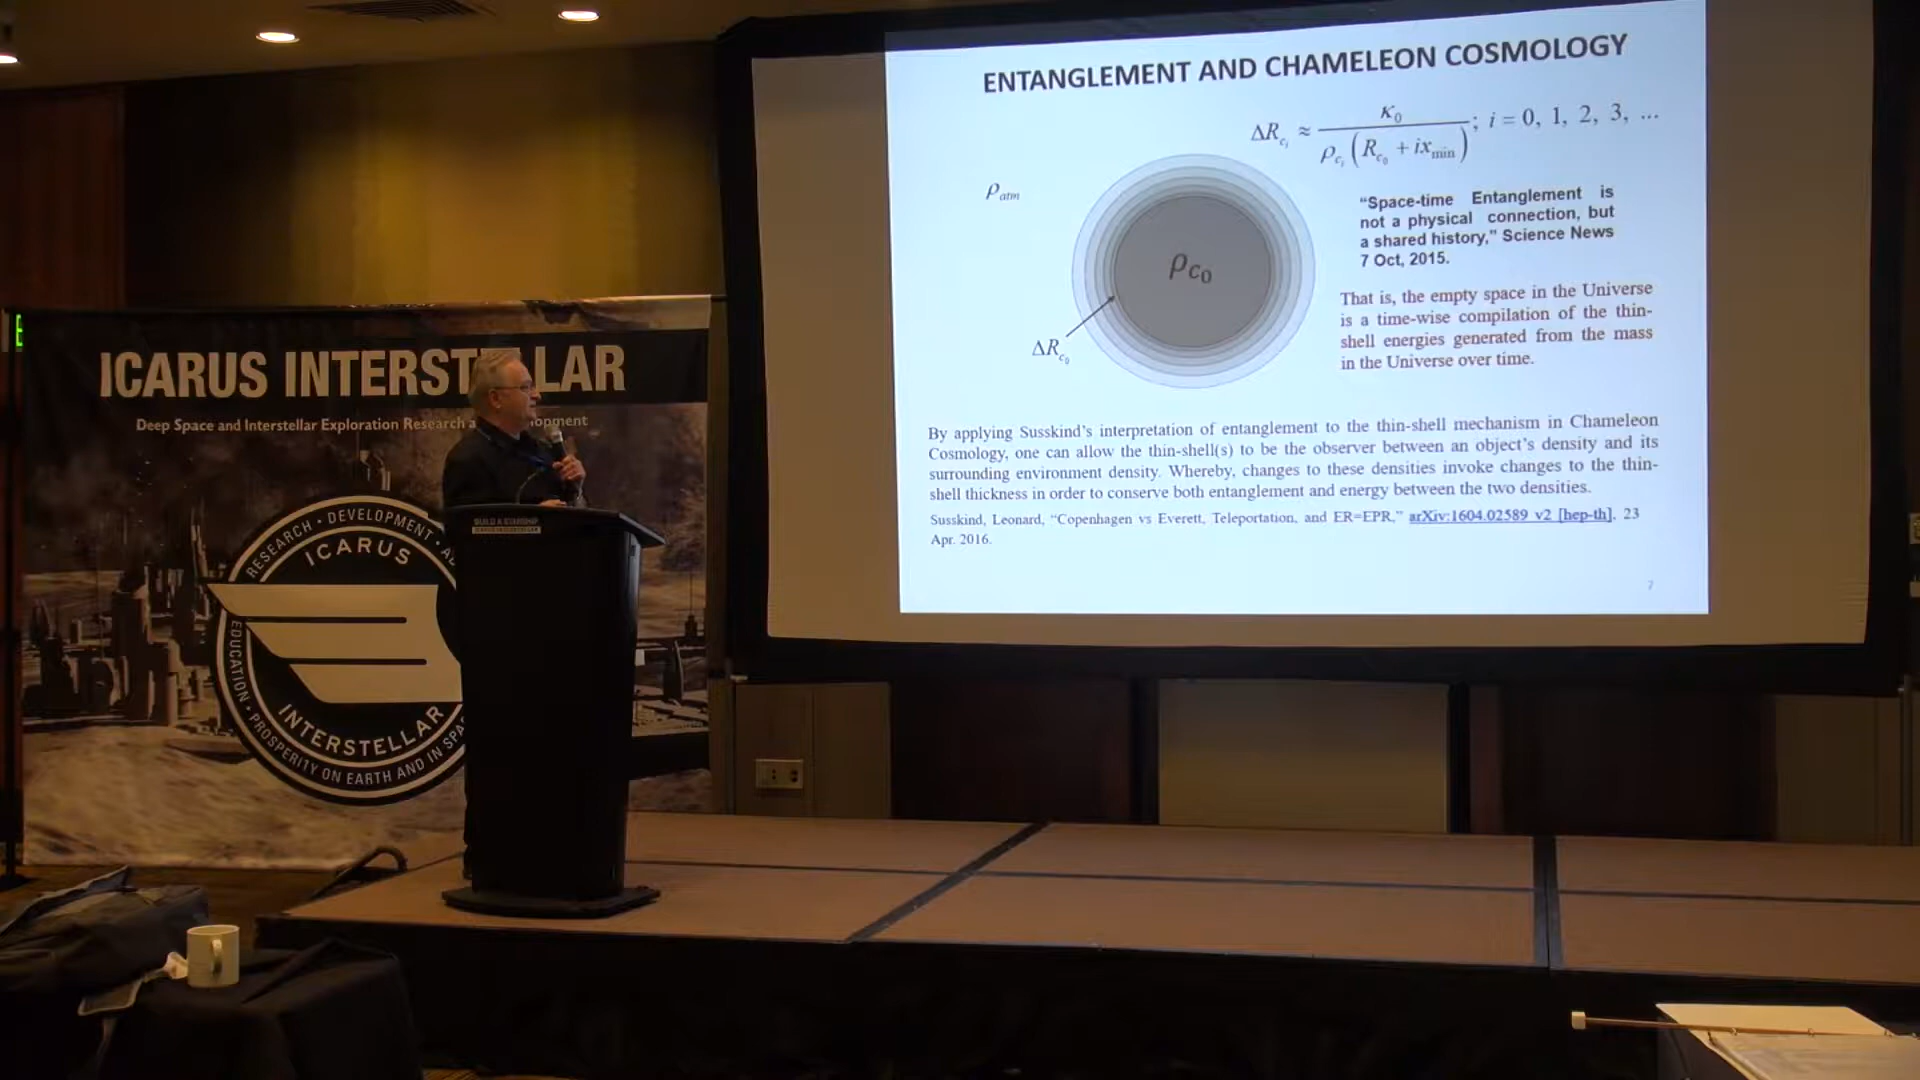 ENTANGLEMENT AND CHAMELEON COSMOLOGY
ΔR_{c_i} ≈ κ_0 / ρ_{c_i} (R_{c_0} + ix_{min}) ; i = 0, 1, 2, 3, ...
ρ_{atm}
ρ_{c_0}
ΔR_{c_0}
“Space-time Entanglement is
not a physical connection, but
a shared history,” Science News
7 Oct, 2015.
That is, the empty space in the Universe
is a time-wise compilation of the thin-
shell energies generated from the mass
in the Universe over time.
By applying Susskind’s interpretation of entanglement to the thin-shell mechanism in Chameleon
Cosmology, one can allow the thin-shell(s) to be the observer between an object’s density and its
surrounding environment density. Whereby, changes to these densities invoke changes to the thin-
shell thickness in order to conserve both entanglement and energy between the two densities.
Susskind, Leonard, “Copenhagen vs Everett, Teleportation, and ER=EPR,” arXiv:1604.02589 v2 [hep-th], 23
Apr. 2016.
7
ICARUS INTERSTELLAR
Deep Space and Interstellar Exploration Research a opment
RESEARCH • DEVELOPMENT •
ICARUS
INTERSTELLAR
EDUCATION • PROSPERITY ON EARTH AND IN SPA
BUILD A STARSHIP